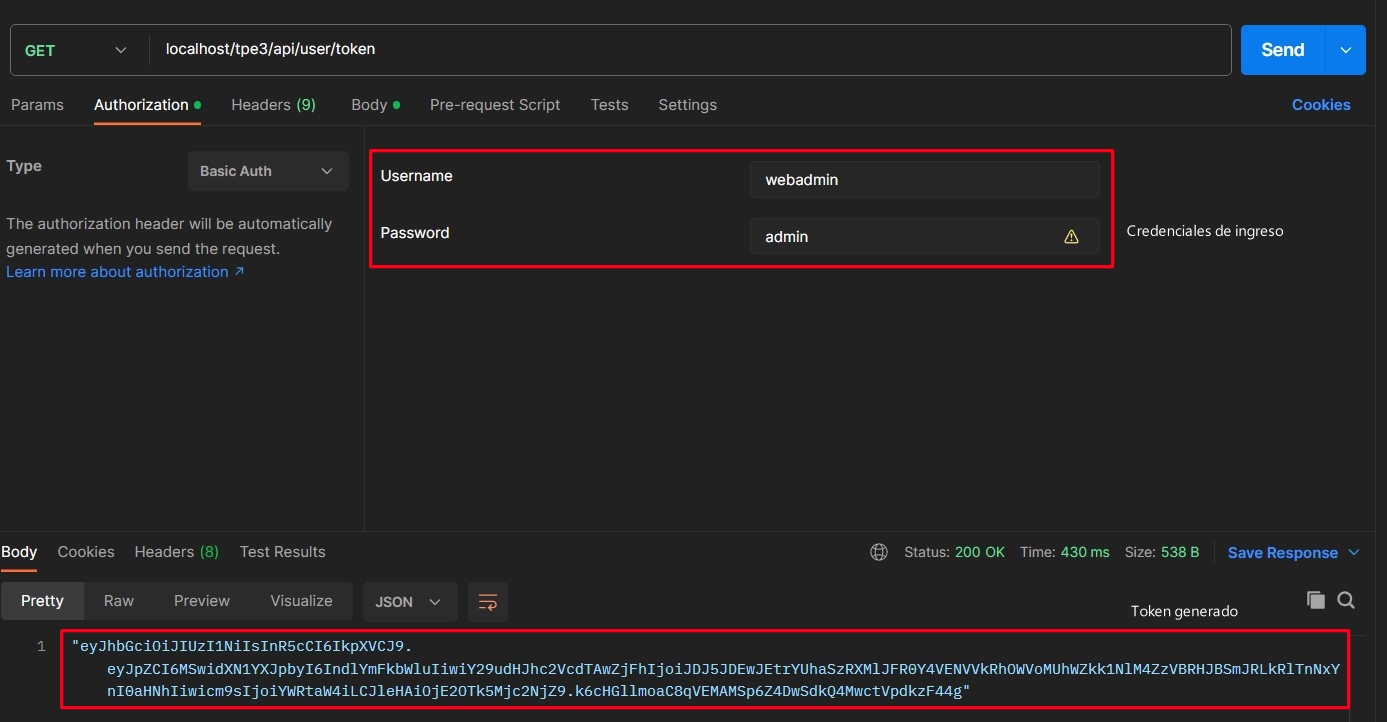 GET localhost/tpe3/api/user/token Send
Params Authorization Headers (9) Body Pre-request Script Tests Settings Cookies
Type Basic Auth
The authorization header will be automatically
generated when you send the request.
Learn more about authorization ↗
Username webadmin
Password admin
Credenciales de ingreso
Body Cookies Headers (8) Test Results Status: 200 OK Time: 430 ms Size: 538 B Save Response
Pretty Raw Preview Visualize JSON
Token generado
1 "eyJhbGciOiJIUzI1NiIsInR5cCI6IkpXVCJ9.
eyJpZCI6MSwidXN1YXJpbyI6IndlYmFkbWluIiwiY29udHJhc2VcdTAwZjFhIjoiJDJ5JDEwJEtrYUhaSzRXMlJFR0Y4VENVVkRhOWVoMUhWZkk1NlM4ZzVBRHJBSmJRLkRlTnNxY
nI0aHNhIiwicm9sIjoiYWRtaW4iLCJleHAiOjE2OTk5Mjc2NjZ9.k6cHGllmoaC8qVEMAMSp6Z4DwSdkQ4MwctVpdkzF44g"